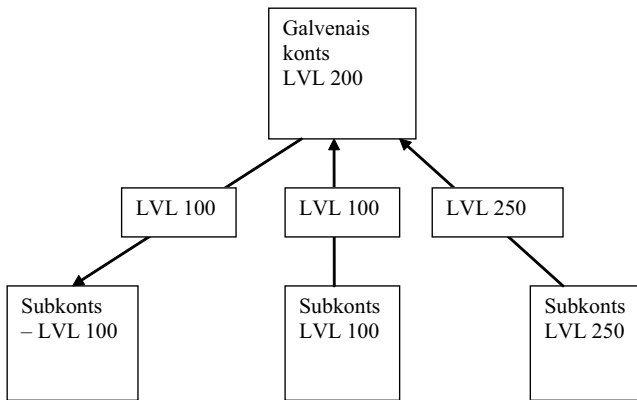 Galvenais
konts
LVL 200
LVL 100
LVL 100
LVL 250
Subkonts
– LVL 100
Subkonts
LVL 100
Subkonts
LVL 250